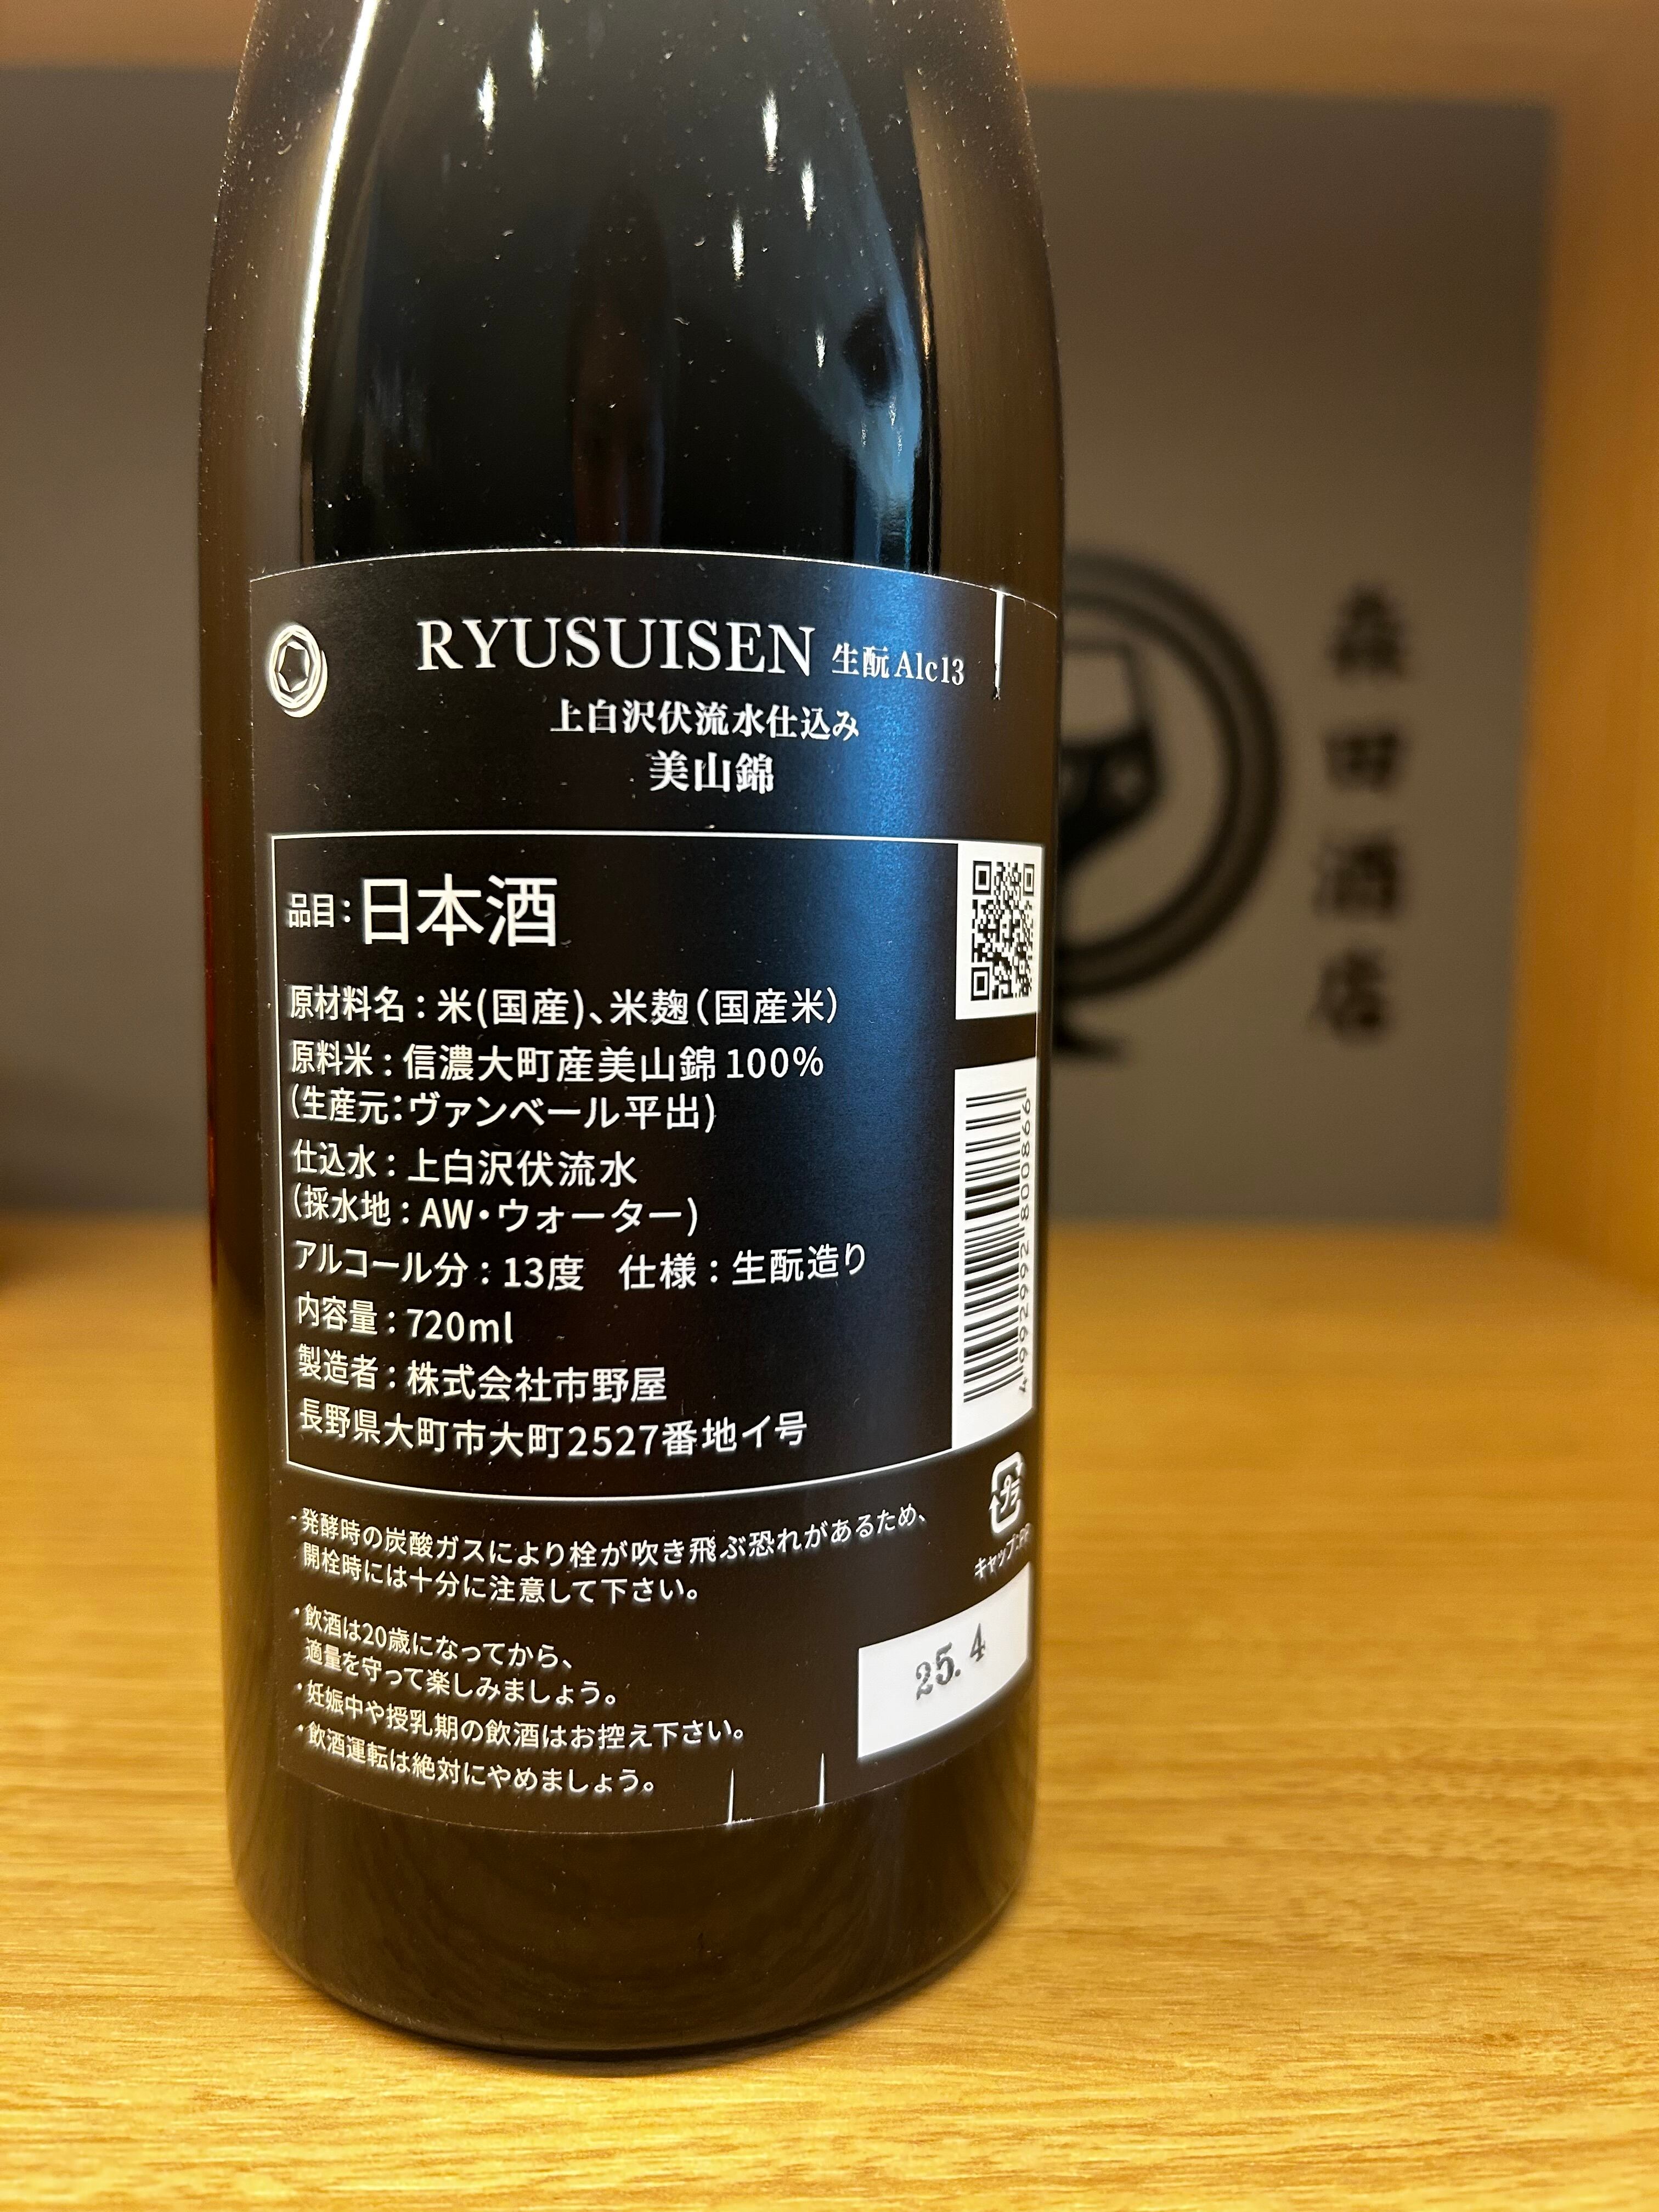 RYUSUISEN 生酛 Alc13
上白沢伏流水仕込み
美山錦
品目：日本酒
原材料名：米(国産)、米麹（国産米）
原料米：信濃大町産美山錦100%
(生産元：ヴァンベール平出)
仕込水：上白沢伏流水
(採水地：AW・ウォーター)
アルコール分：13度　仕様：生酛造り
内容量：720ml
製造者：株式会社市野屋
長野県大町市大町2527番地イ号
4 992992 800866
プラ
キャップ：PP
・発酵時の炭酸ガスにより栓が吹き飛ぶ恐れがあるため、
開栓時には十分に注意して下さい。
・飲酒は20歳になってから、
適量を守って楽しみましょう。
・妊娠中や授乳期の飲酒はお控え下さい。
・飲酒運転は絶対にやめましょう。
25.4
森田酒店